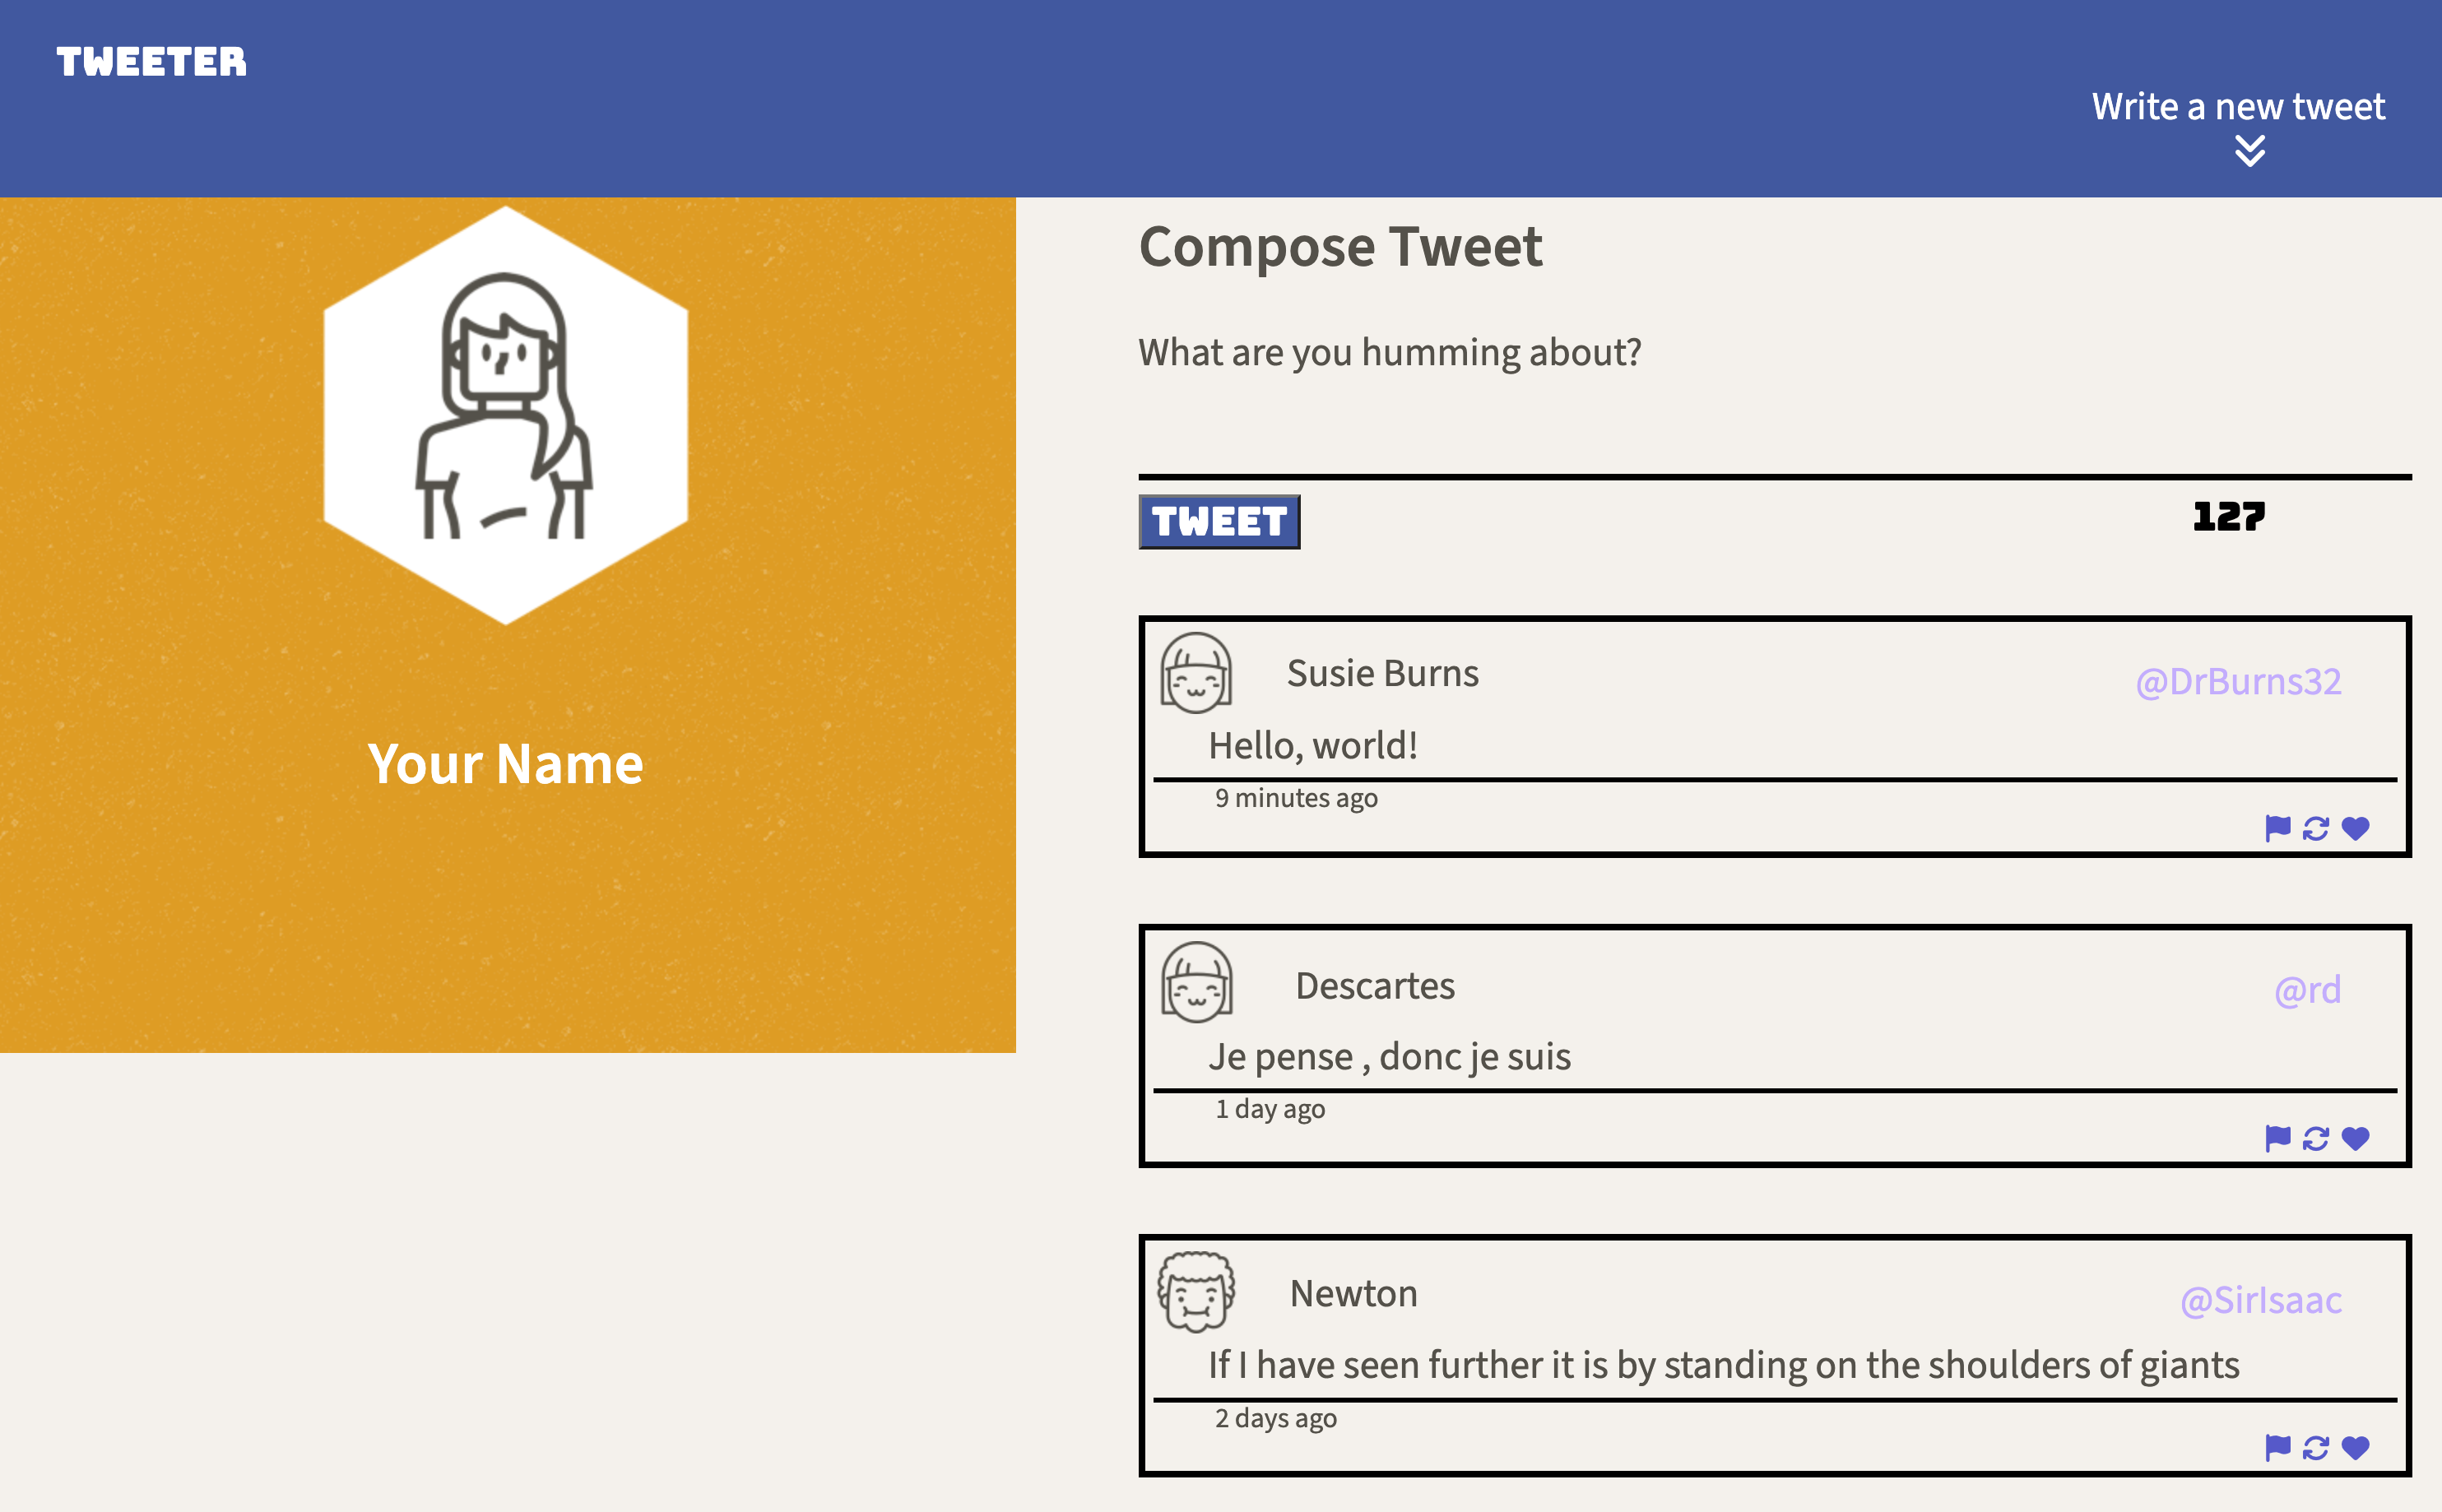 TWEETER
Write a new tweet
Your Name
Compose Tweet
What are you humming about?
TWEET
127
Susie Burns
@DrBurns32
Hello, world!
9 minutes ago
Descartes
@rd
Je pense , donc je suis
1 day ago
Newton
@SirIsaac
If I have seen further it is by standing on the shoulders of giants
2 days ago